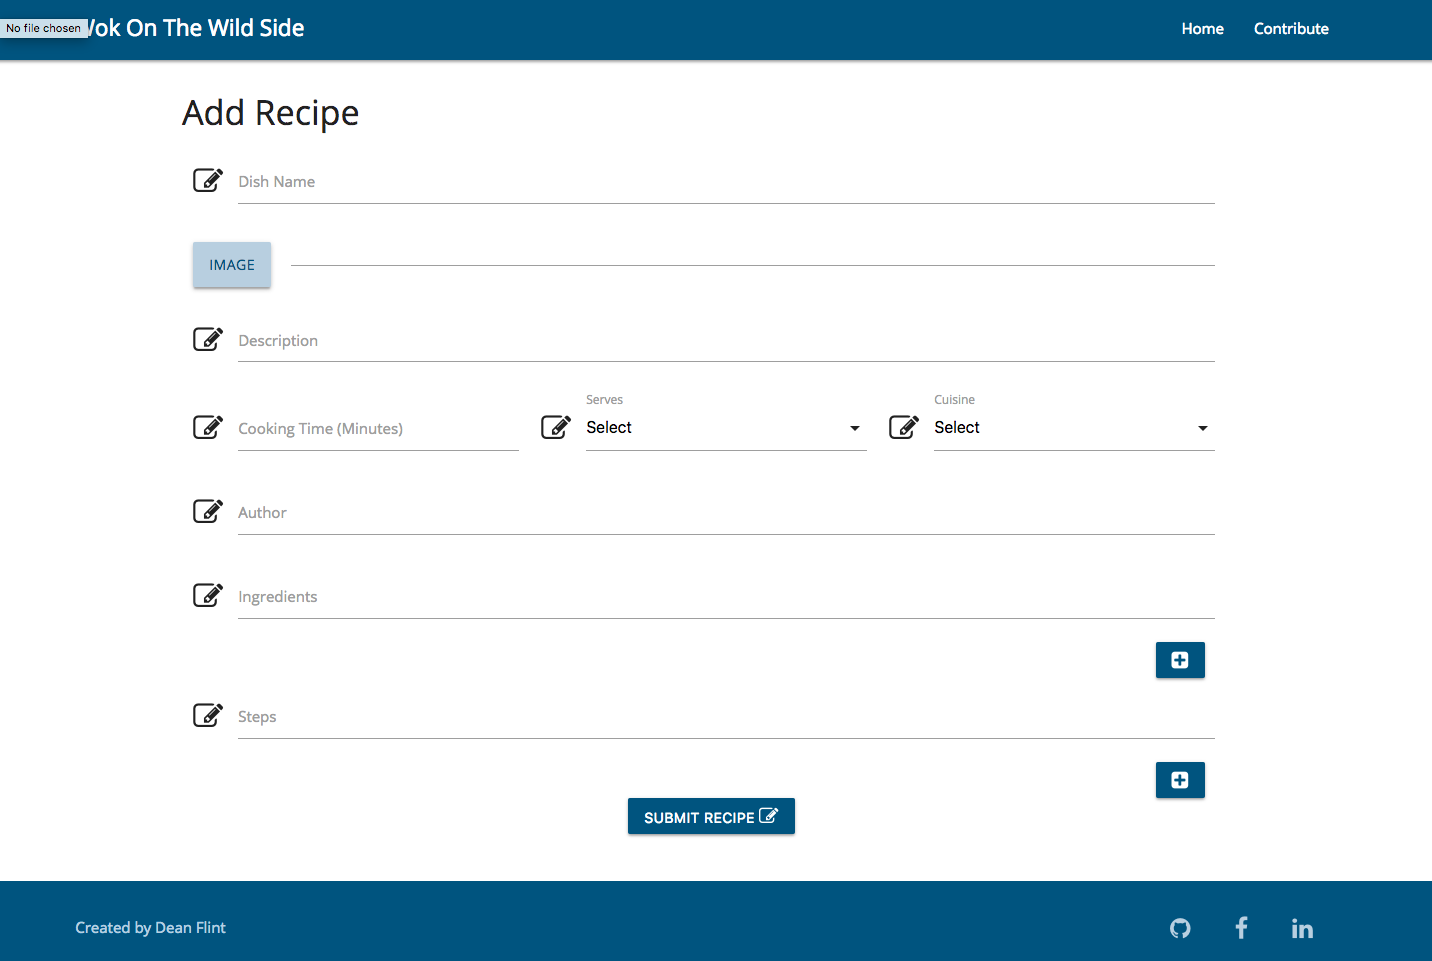 No file chosen
ok On The Wild Side
Home Contribute
Add Recipe
Dish Name
IMAGE
Description
Serves Cuisine
Cooking Time (Minutes) Select Select
Author
Ingredients
Steps
SUBMIT RECIPE
Created by Dean Flint